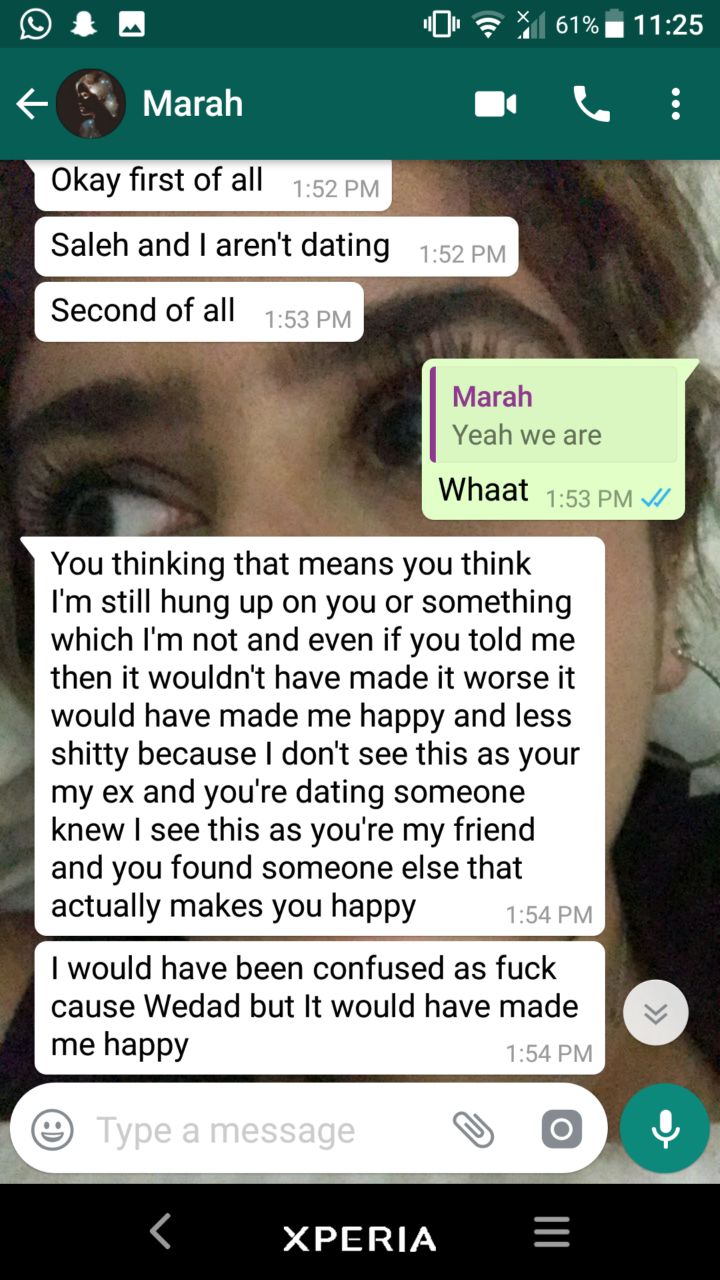 61% 11:25
Marah
Okay first of all 1:52 PM
Saleh and I aren't dating 1:52 PM
Second of all 1:53 PM
Marah
Yeah we are
Whaat 1:53 PM
You thinking that means you think
I'm still hung up on you or something
which I'm not and even if you told me
then it wouldn't have made it worse it
would have made me happy and less
shitty because I don't see this as your
my ex and you're dating someone
knew I see this as you're my friend
and you found someone else that
actually makes you happy 1:54 PM
I would have been confused as fuck
cause Wedad but It would have made
me happy 1:54 PM
Type a message
XPERIA